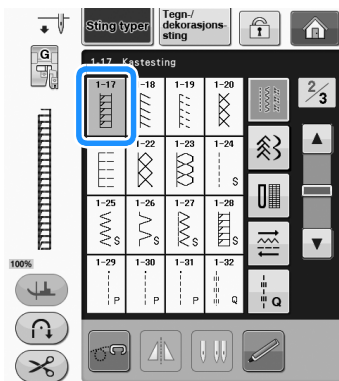 Sting typer
Tegn-/
dekorasjons-
sting
G
1-17 Kastesting
1-17 -18 1-19 1-20
2/3
1-22 1-23 1-24
S
1-25 1-26 1-27 1-28
S S S S
100%
1-29 1-30 1-31 1-32
P P P Q
Q